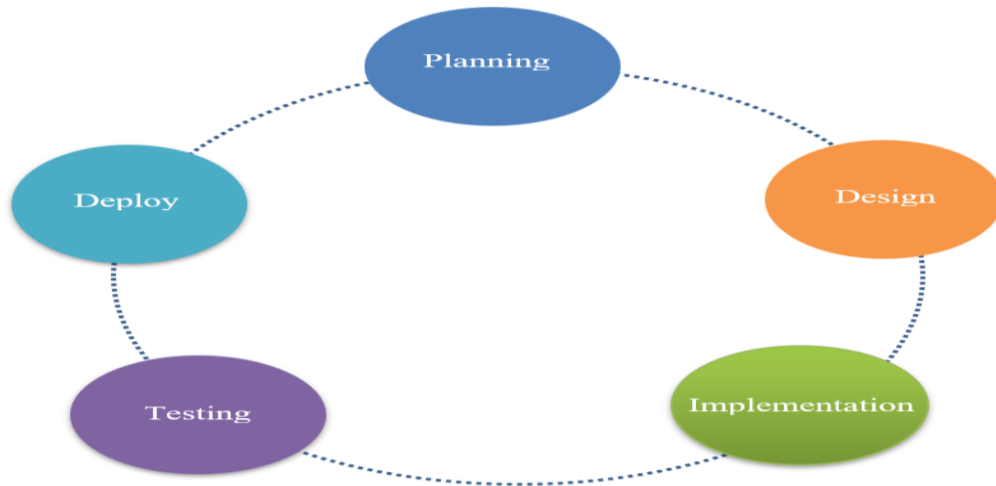 Planning
Design
Implementation
Testing
Deploy